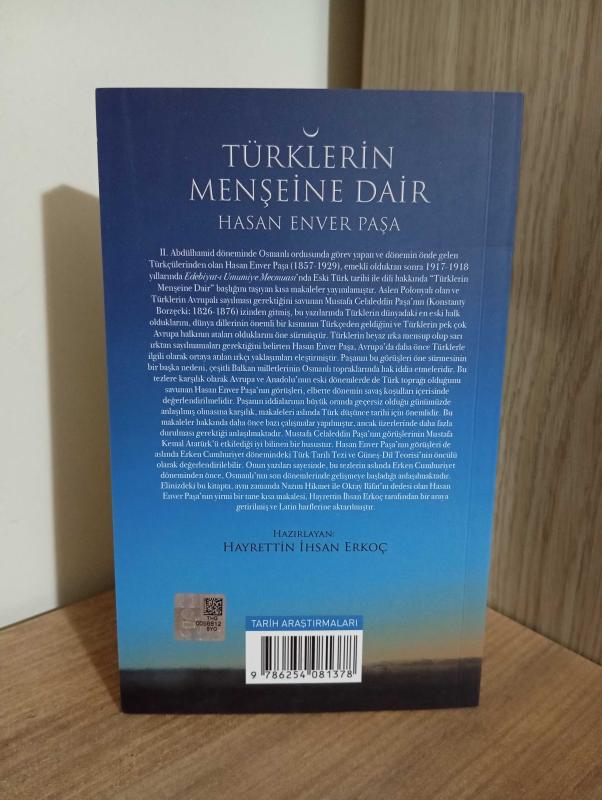 TÜRKLERİN
MENŞEİNE DAİR
HASAN ENVER PAŞA
II. Abdülhamid döneminde Osmanlı ordusunda görev yapan ve dönemin önde gelen
Türkçülerinden olan Hasan Enver Paşa (1857-1929), emekli olduktan sonra 1917-1918
yıllarında Edebiyat-ı Umumiye Mecmuası'nda Eski Türk tarihi ile dili hakkında "Türklerin
Menşeine Dair" başlığını taşıyan kısa makaleler yayımlamıştır. Aslen Polonyalı olan ve
Türklerin Avrupalı sayılması gerektiğini savunan Mustafa Celaleddin Paşa'nın (Konstanty
Borzęcki: 1826-1876) izinden gitmiş, bu yazılarında Türklerin dünyadaki en eski halk
olduklarını, dünya dillerinin önemli bir kısmının Türkçeden geldiğini ve Türklerin pek çok
Avrupa halkının ataları olduklarını öne sürmüştür. Türklerin beyaz ırka mensup olup sarı
ırktan sayılmamaları gerektiğini belirten Hasan Enver Paşa, Avrupa'da daha önce Türklerle
ilgili olarak ortaya atılan ırkçı yaklaşımları eleştirmiştir. Paşanın bu görüşleri öne sürmesinin
bir başka nedeni, çeşitli Balkan milletlerinin Osmanlı topraklarında hak iddia etmeleridir. Bu
tezlere karşılık olarak Avrupa ve Anadolu'nun eski dönemlerde de Türk toprağı olduğunu
savunan Hasan Enver Paşa'nın görüşleri, elbette dönemin savaş koşulları içerisinde
değerlendirilmelidir. Paşanın iddialarının büyük oranda geçersiz olduğu günümüzde
anlaşılmış olmasına karşılık, makaleleri aslında Türk düşünce tarihi için önemlidir. Bu
makaleler hakkında daha önce bazı çalışmalar yapılmıştır, ancak üzerlerinde daha fazla
durulması gerektiği anlaşılmaktadır. Mustafa Celaleddin Paşa'nın görüşlerinin Mustafa
Kemal Atatürk'ü etkilediği iyi bilinen bir husustur. Hasan Enver Paşa'nın görüşleri de
aslında Erken Cumhuriyet dönemindeki Türk Tarih Tezi ve Güneş-Dil Teorisi'nin öncülü
olarak değerlendirilebilir. Onun yazıları sayesinde, bu tezlerin aslında Erken Cumhuriyet
döneminden önce, Osmanlı'nın son dönemlerinde gelişmeye başladığı anlaşılmaktadır.
Elinizdeki bu kitapta, aynı zamanda Nazım Hikmet ile Oktay Rifat'ın dedesi olan Hasan
Enver Paşa'nın yirmi bir tane kısa makalesi, Hayrettin İhsan Erkoç tarafından bir araya
getirilmiş ve Latin harflerine aktarılmıştır.
HAZIRLAYAN:
HAYRETTİN İHSAN ERKOÇ
TARİH ARAŞTIRMALARI
9 786254 081378